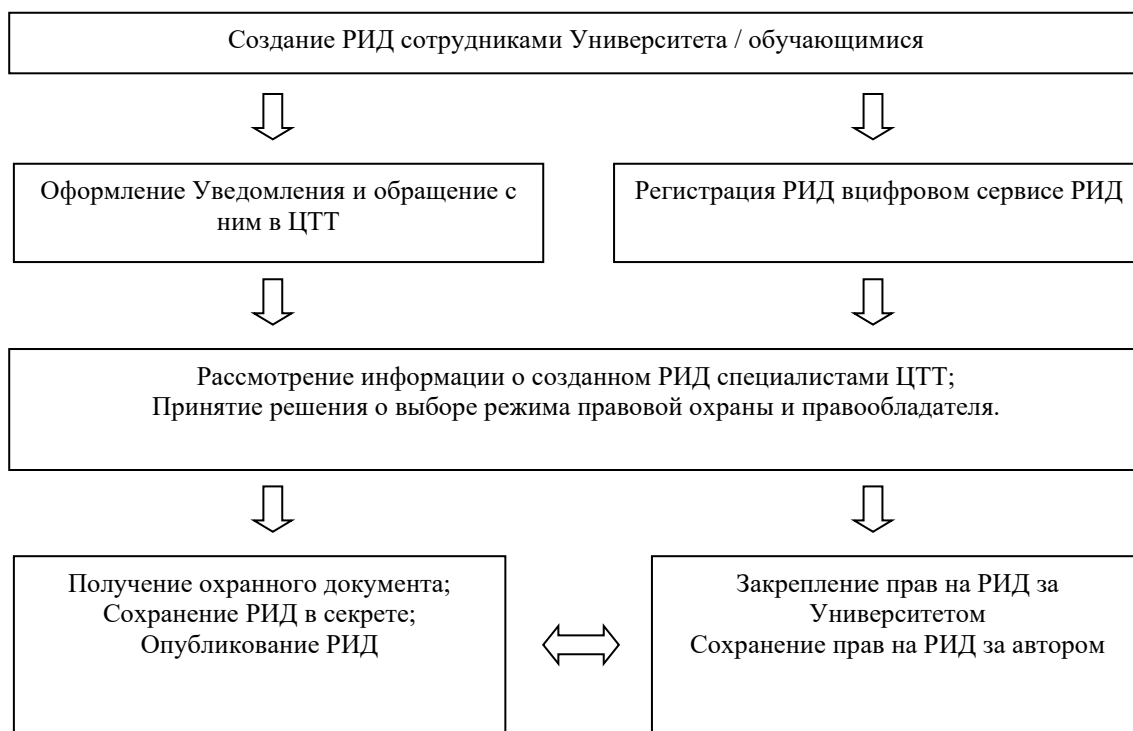 Создание РИД сотрудниками Университета / обучающимися
Оформление Уведомления и обращение с
ним в ЦТТ
Регистрация РИД вцифровом сервисе РИД
Рассмотрение информации о созданном РИД специалистами ЦТТ;
Принятие решения о выборе режима правовой охраны и правообладателя.
Получение охранного документа;
Сохранение РИД в секрете;
Опубликование РИД
Закрепление прав на РИД за
Университетом
Сохранение прав на РИД за автором